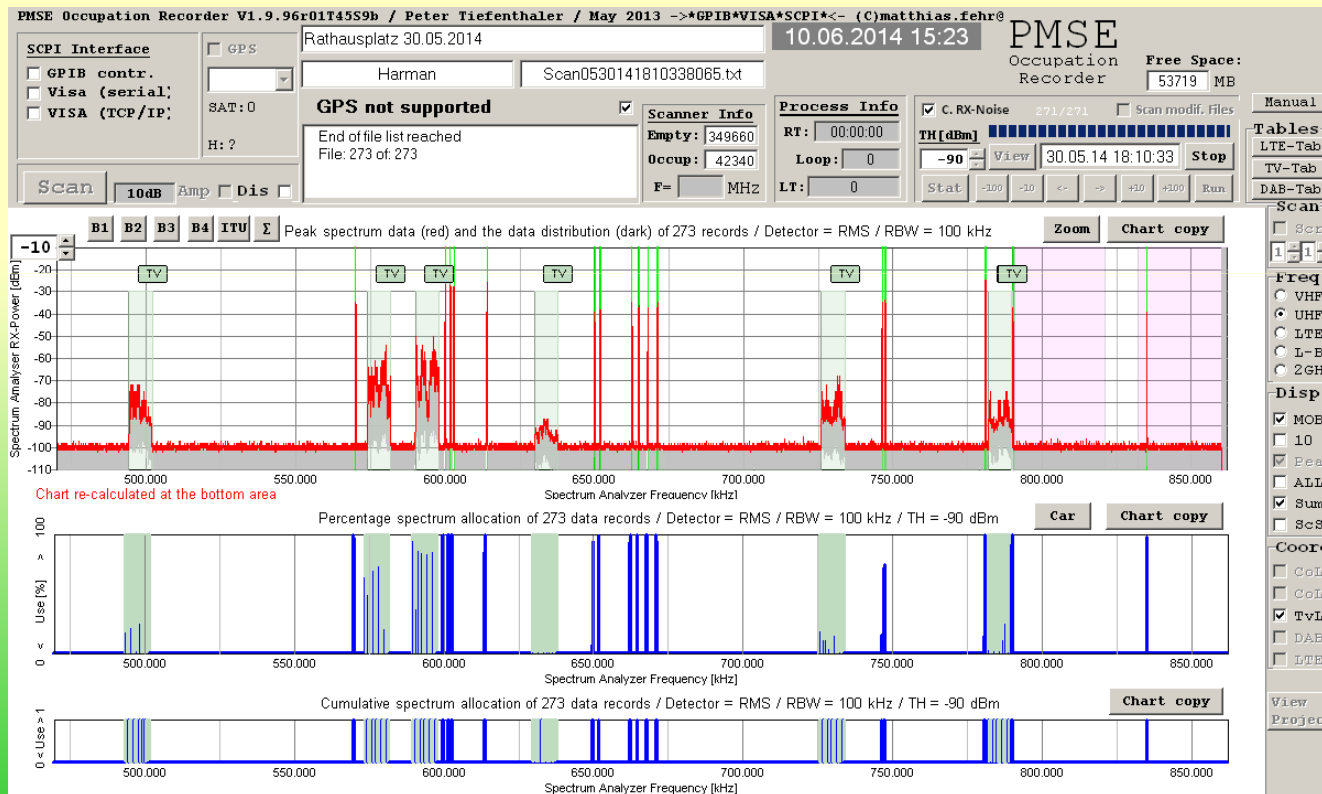 PMSE Occupation Recorder V1.9.96r01T45S9b / Peter Tiefenthaler / May 2013 ->*GPIB*VISA*SCPI*<- (C)matthias.fehr@
SCPI Interface
GPIB contr.
Visa (serial)
VISA (TCP/IP)
GPS
SAT:0
H: ?
Rathausplatz 30.05.2014
Harman
Scan0530141810338065.txt
GPS not supported
End of file list reached
File: 273 of: 273
10.06.2014 15:23
PMSE
Occupation
Recorder
Free Space:
53719 MB
Scanner Info
Empty: 349660
Occup: 42340
F= MHz
Process Info
RT: 00:00:00
Loop: 0
LT: 0
C. RX-Noise 271/271 Scan modif. Files
TH[dBm]
-90 View 30.05.14 18:10:33 Stop
Stat -100 -10 <- -> +10 +100 Run
Manual
Tables
LTE-Tab
TV-Tab
DAB-Tab
Scan 10dB Amp Dis
B1 B2 B3 B4 ITU Σ Peak spectrum data (red) and the data distribution (dark) of 273 records / Detector = RMS / RBW = 100 kHz Zoom Chart copy
Spectrum Analyser RX-Power [dBm]
-10
-20
-30
-40
-50
-60
-70
-80
-90
-100
-110
TV TV TV TV TV TV
500.000 550.000 600.000 650.000 700.000 750.000 800.000 850.000
Spectrum Analyzer Frequency [kHz]
Chart re-calculated at the bottom area
Percentage spectrum allocation of 273 data records / Detector = RMS / RBW = 100 kHz / TH = -90 dBm Car Chart copy
0 < Use [%] > 100
500.000 550.000 600.000 650.000 700.000 750.000 800.000 850.000
Spectrum Analyzer Frequency [kHz]
Cumulative spectrum allocation of 273 data records / Detector = RMS / RBW = 100 kHz / TH = -90 dBm Chart copy
0 < Use > 1
500.000 550.000 600.000 650.000 700.000 750.000 800.000 850.000
Spectrum Analyzer Frequency [kHz]
Scan
Scr
1 1
Freq
VHF
UHF
LTE
L-B
2GH
Disp
MOB
10
Pea
ALL
Sum
ScS
Coor
CoL
CoL
TvL
DAB
LTE
View
Projec